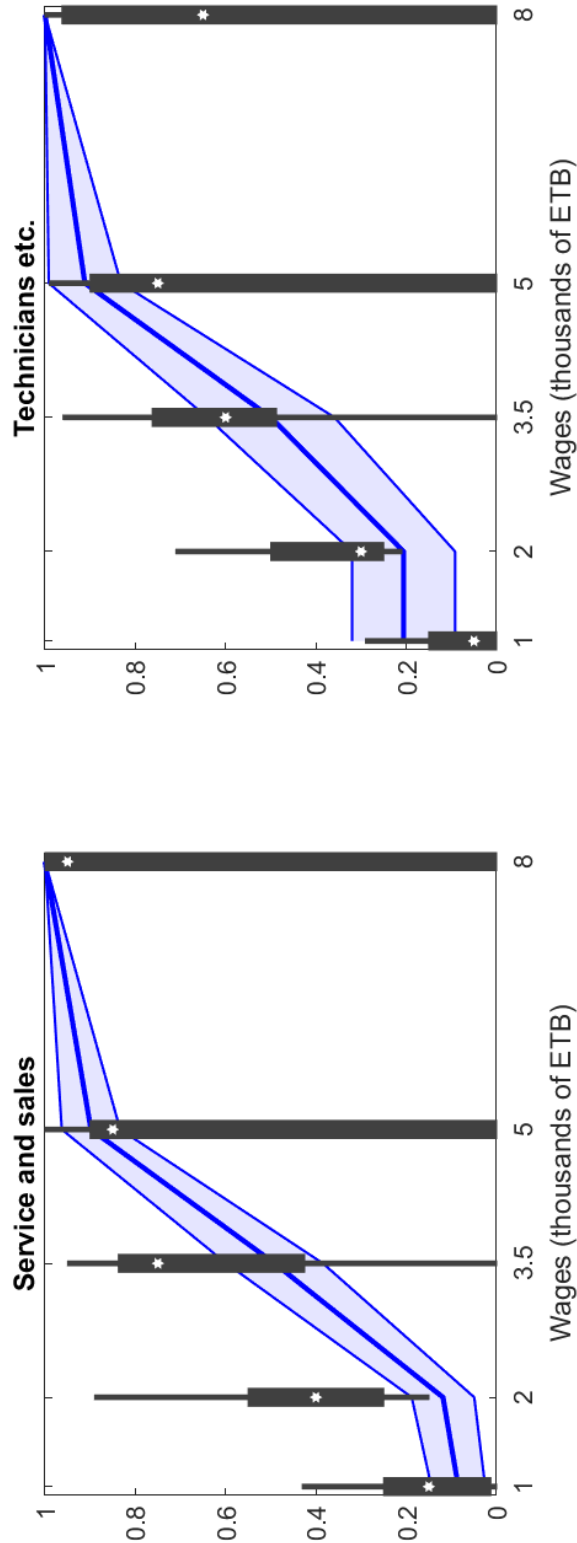 Service and sales
1
0.8
0.6
0.4
0.2
0
1 2 3.5 5 8
Wages (thousands of ETB)
Technicians etc.
1
0.8
0.6
0.4
0.2
0
1 2 3.5 5 8
Wages (thousands of ETB)